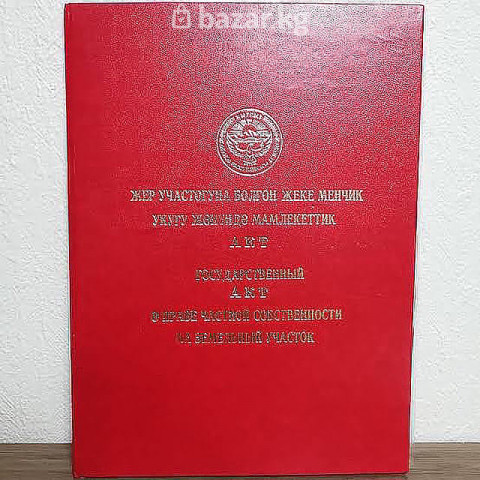 bazar.kg
ЖЕР УЧАСТОГУНА БОЛГОН ЖЕКЕ МЕНЧИК
УКУГУ ЖӨНҮНДӨ МАМЛЕКЕТТИК
АКТ
ГОСУДАРСТВЕННЫЙ
АКТ
О ПРАВЕ ЧАСТНОЙ СОБСТВЕННОСТИ
НА ЗЕМЕЛЬНЫЙ УЧАСТОК